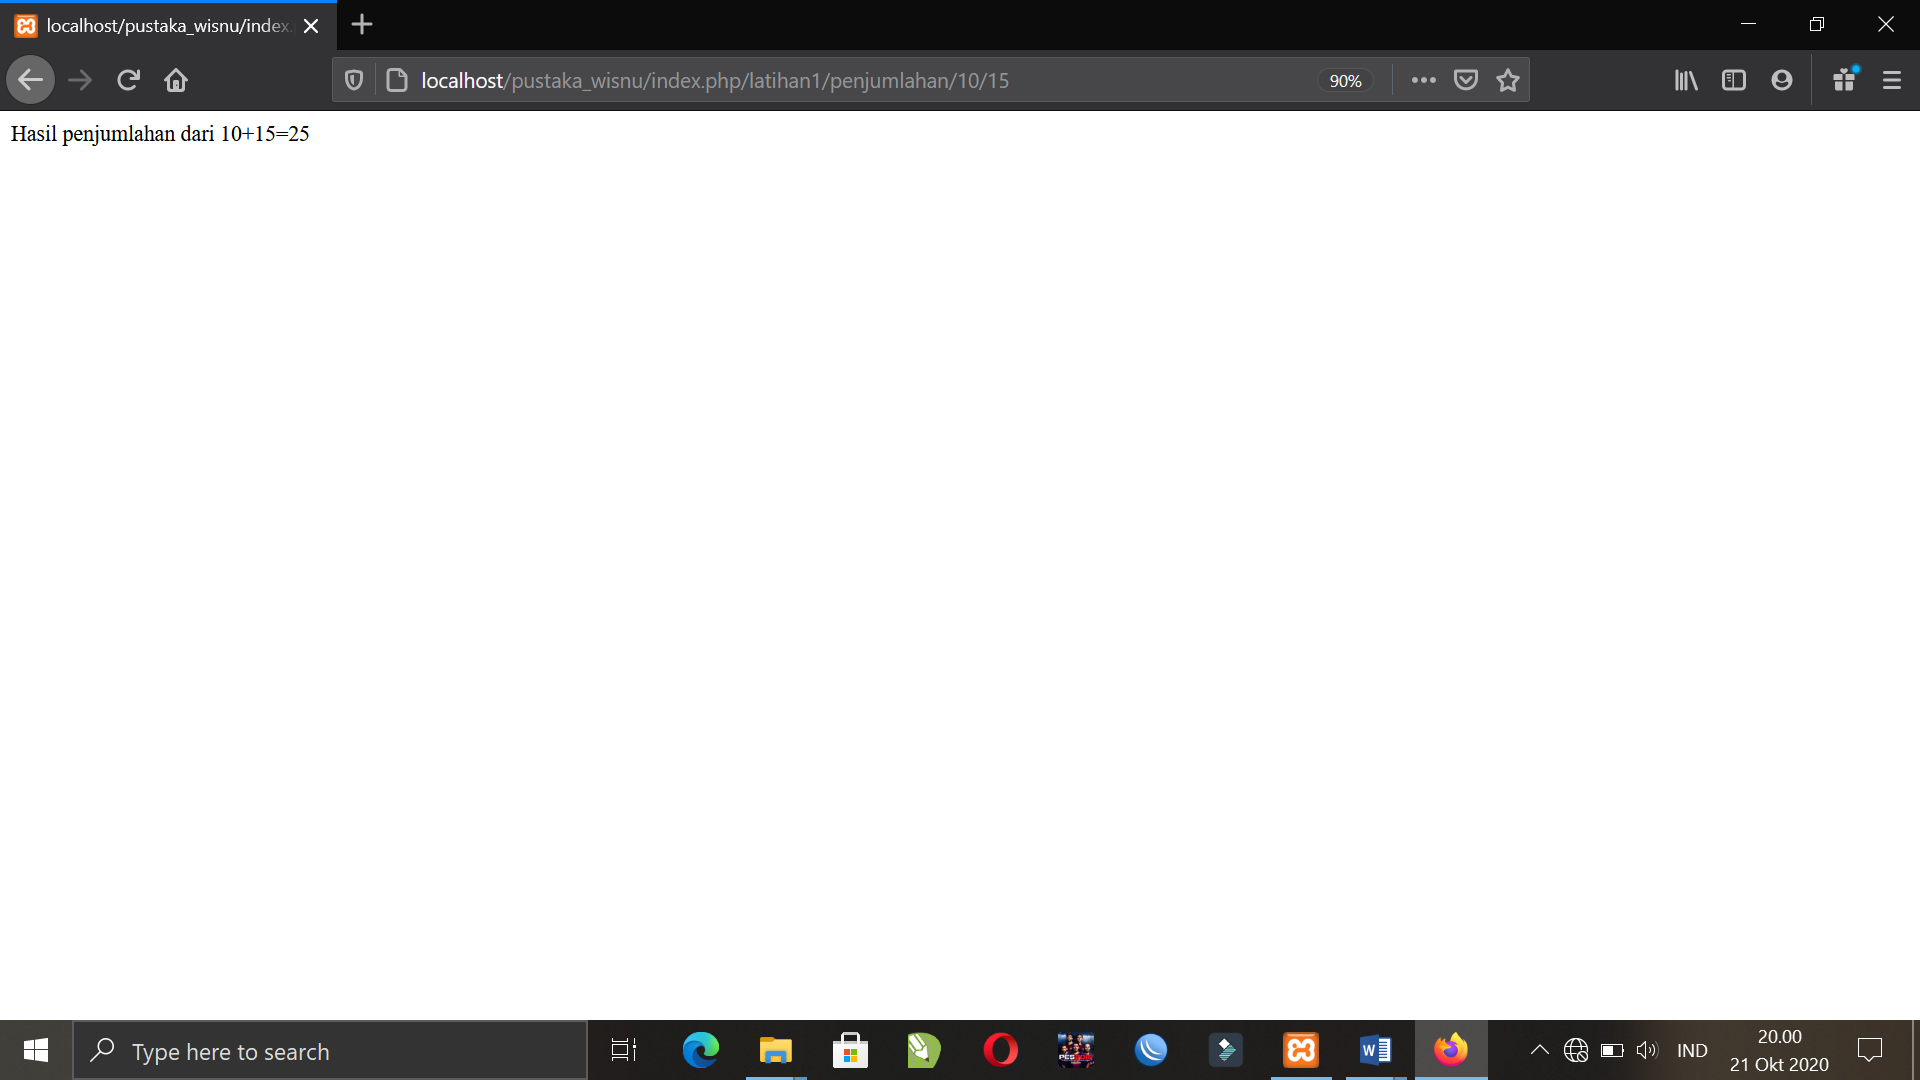 localhost/pustaka_wisnu/index.
localhost/pustaka_wisnu/index.php/latihan1/penjumlahan/10/15
90%
Hasil penjumlahan dari 10+15=25
Type here to search
IND
20.00
21 Okt 2020